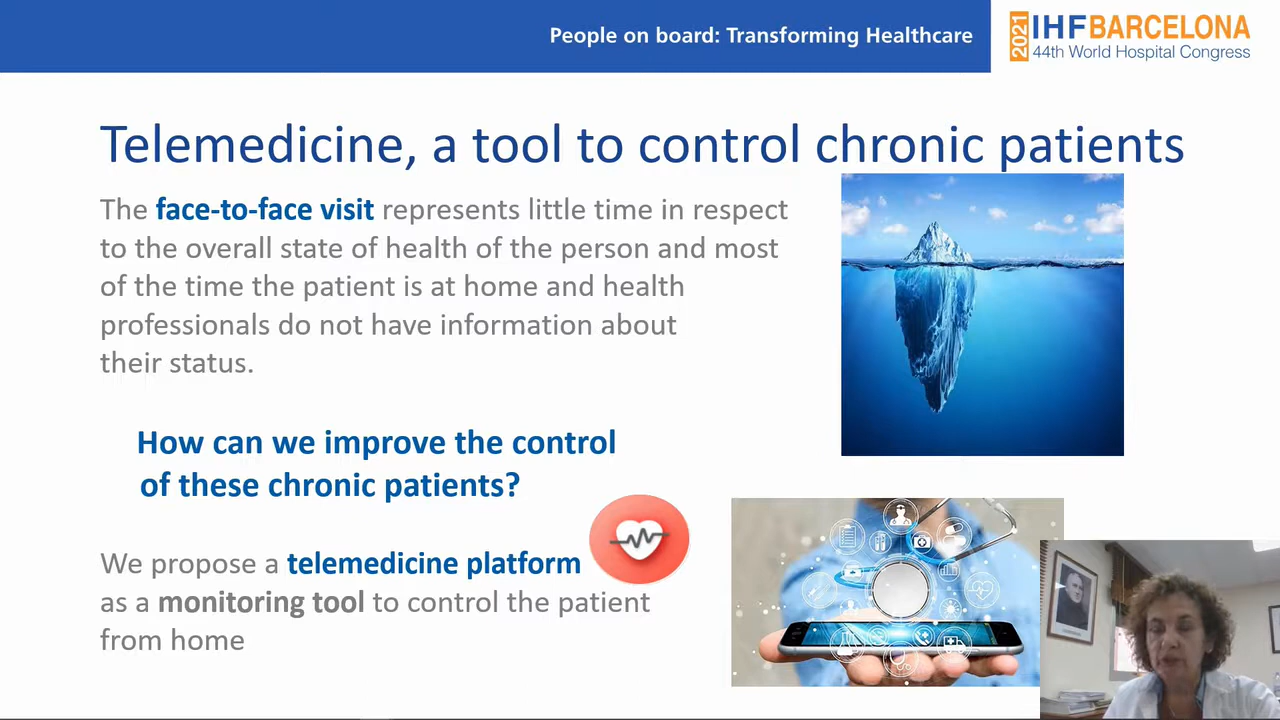 People on board: Transforming Healthcare
2021
IHFBARCELONA
44th World Hospital Congress
Telemedicine, a tool to control chronic patients
The face-to-face visit represents little time in respect
to the overall state of health of the person and most
of the time the patient is at home and health
professionals do not have information about
their status.
How can we improve the control
of these chronic patients?
We propose a telemedicine platform
as a monitoring tool to control the patient
from home